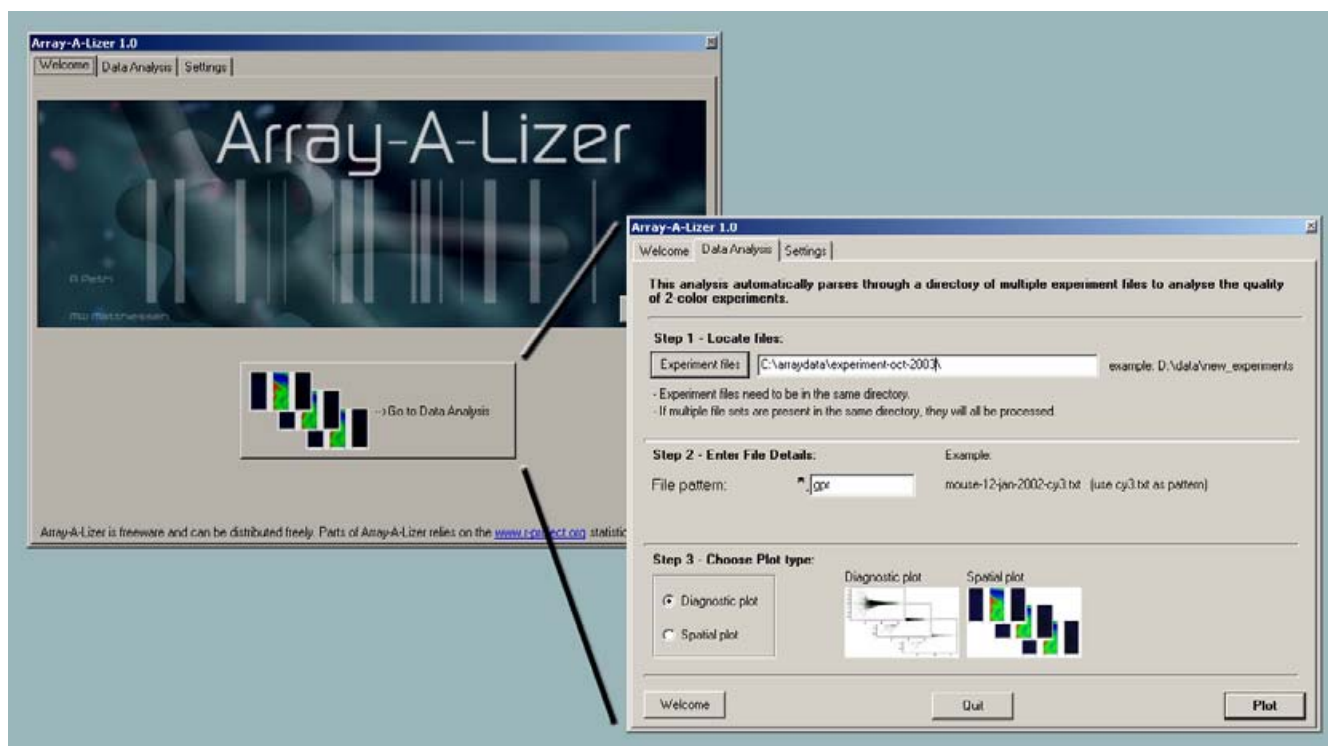 Array-A-Lizer 1.0
Welcome Data Analysis Settings
Array-A-Lizer
--> Go to Data Analysis
Array-A-Lizer is freeware and can be distributed freely. Parts of Array-A-Lizer relies on the www.r-project.org statistic
Array-A-Lizer 1.0
Welcome Data Analysis Settings
This analysis automatically parses through a directory of multiple experiment files to analyse the quality
of 2-color experiments.
Step 1 - Locate files:
Experiment files C:\arraydata\experiment-oct-2003\ example: D:\data\new_experiments
- Experiment files need to be in the same directory.
- If multiple file sets are present in the same directory, they will all be processed
Step 2 - Enter File Details: Example:
File pattern: *. gpr mouse-12-jan-2002-cy3.txt (use cy3.txt as pattern)
Step 3 - Choose Plot type:
Diagnostic plot Spatial plot
Diagnostic plot
Spatial plot
Welcome Quit Plot